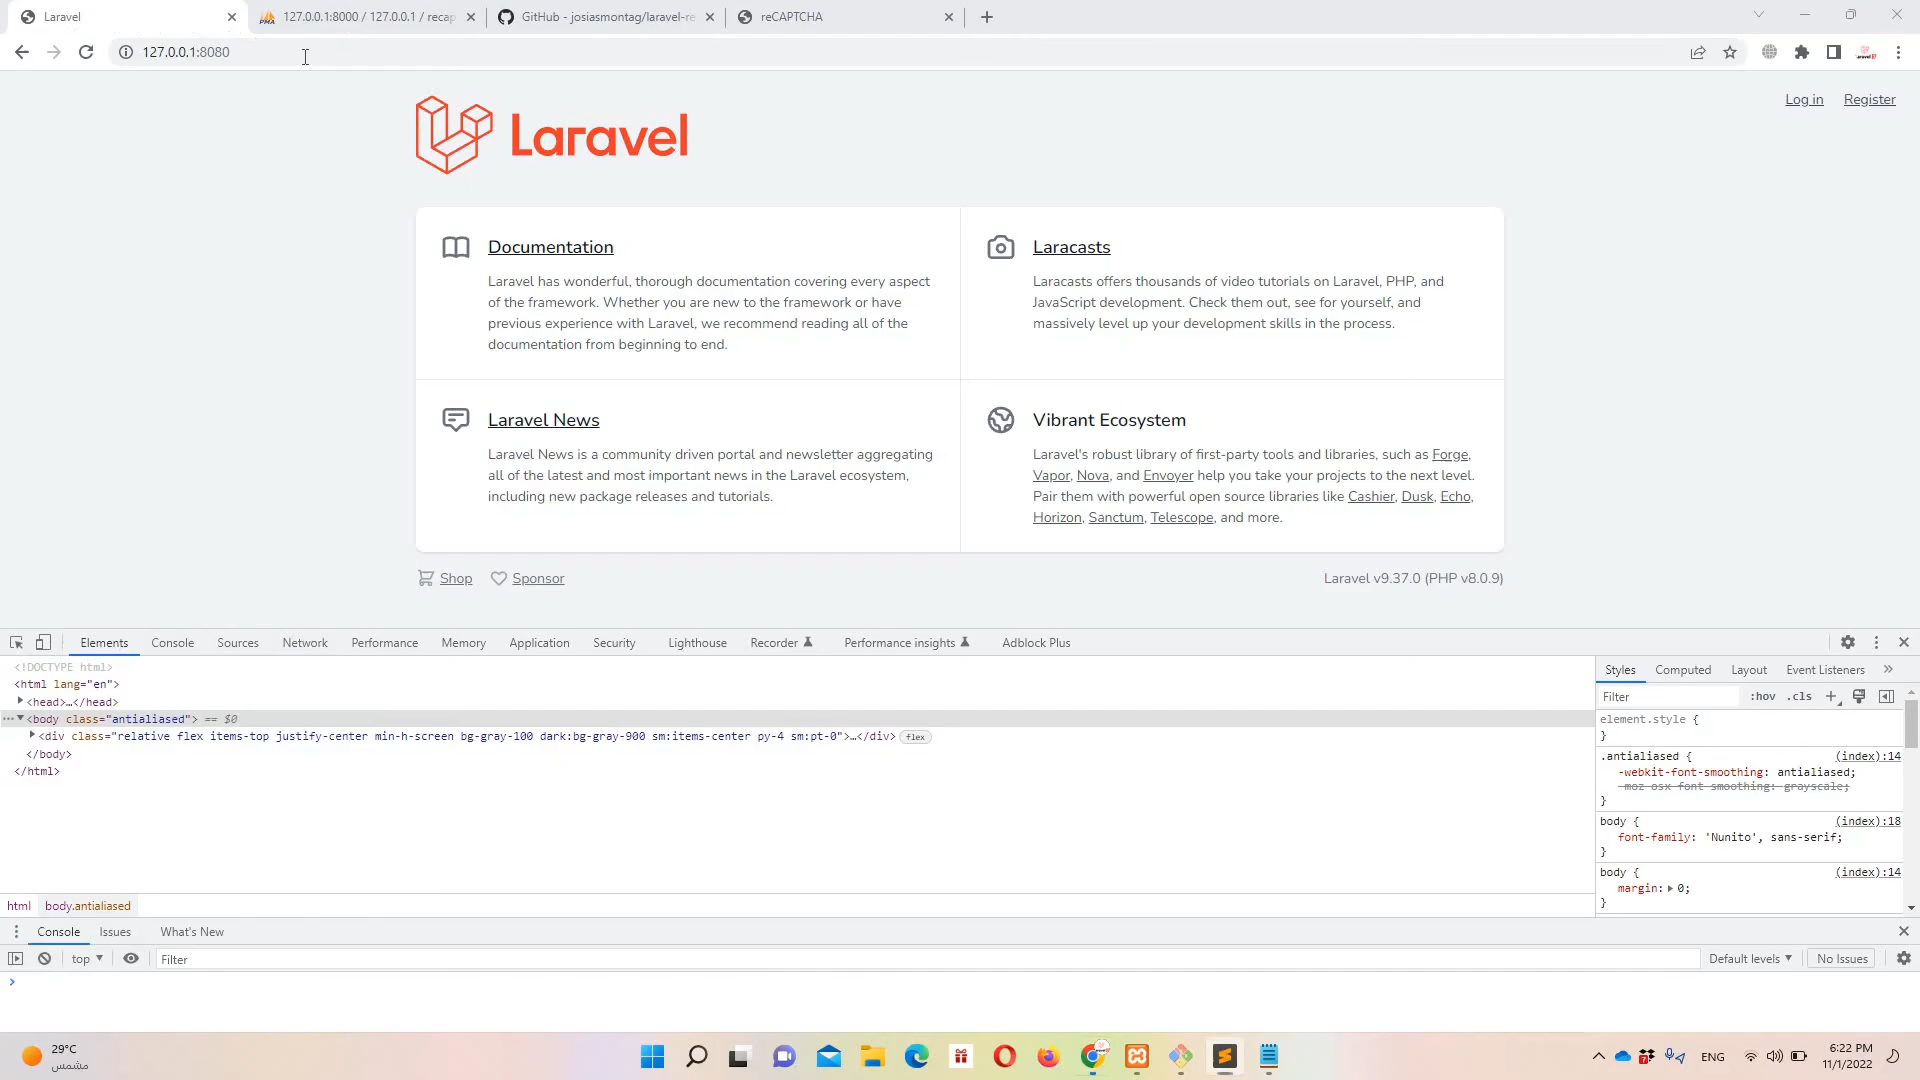 Laravel
127.0.0.1:8000 / 127.0.0.1 / recap
GitHub - josiasmontag/laravel-re
reCAPTCHA
127.0.0.1:8080
Log in
Register
Laravel
Documentation
Laravel has wonderful, thorough documentation covering every aspect
of the framework. Whether you are new to the framework or have
previous experience with Laravel, we recommend reading all of the
documentation from beginning to end.
Laracasts
Laracasts offers thousands of video tutorials on Laravel, PHP, and
JavaScript development. Check them out, see for yourself, and
massively level up your development skills in the process.
Laravel News
Laravel News is a community driven portal and newsletter aggregating
all of the latest and most important news in the Laravel ecosystem,
including new package releases and tutorials.
Vibrant Ecosystem
Laravel's robust library of first-party tools and libraries, such as Forge,
Vapor, Nova, and Envoyer help you take your projects to the next level.
Pair them with powerful open source libraries like Cashier, Dusk, Echo,
Horizon, Sanctum, Telescope, and more.
Shop
Sponsor
Laravel v9.37.0 (PHP v8.0.9)
Elements
Console
Sources
Network
Performance
Memory
Application
Security
Lighthouse
Recorder
Performance insights
Adblock Plus
<!DOCTYPE html>
<html lang="en">
<head>…</head>
<body class="antialiased"> == $0
<div class="relative flex items-top justify-center min-h-screen bg-gray-100 dark:bg-gray-900 sm:items-center py-4 sm:pt-0">…</div> flex
</body>
</html>
html
body.antialiased
Styles
Computed
Layout
Event Listeners
Filter
:hov .cls
element.style {
}
.antialiased { (index):14
-webkit-font-smoothing: antialiased;
-moz-osx-font-smoothing: grayscale;
}
body { (index):18
font-family: 'Nunito', sans-serif;
}
body { (index):14
margin: 0;
}
Console
Issues
What's New
top
Filter
Default levels
No Issues
29°C
مشمس
ENG
6:22 PM
11/1/2022